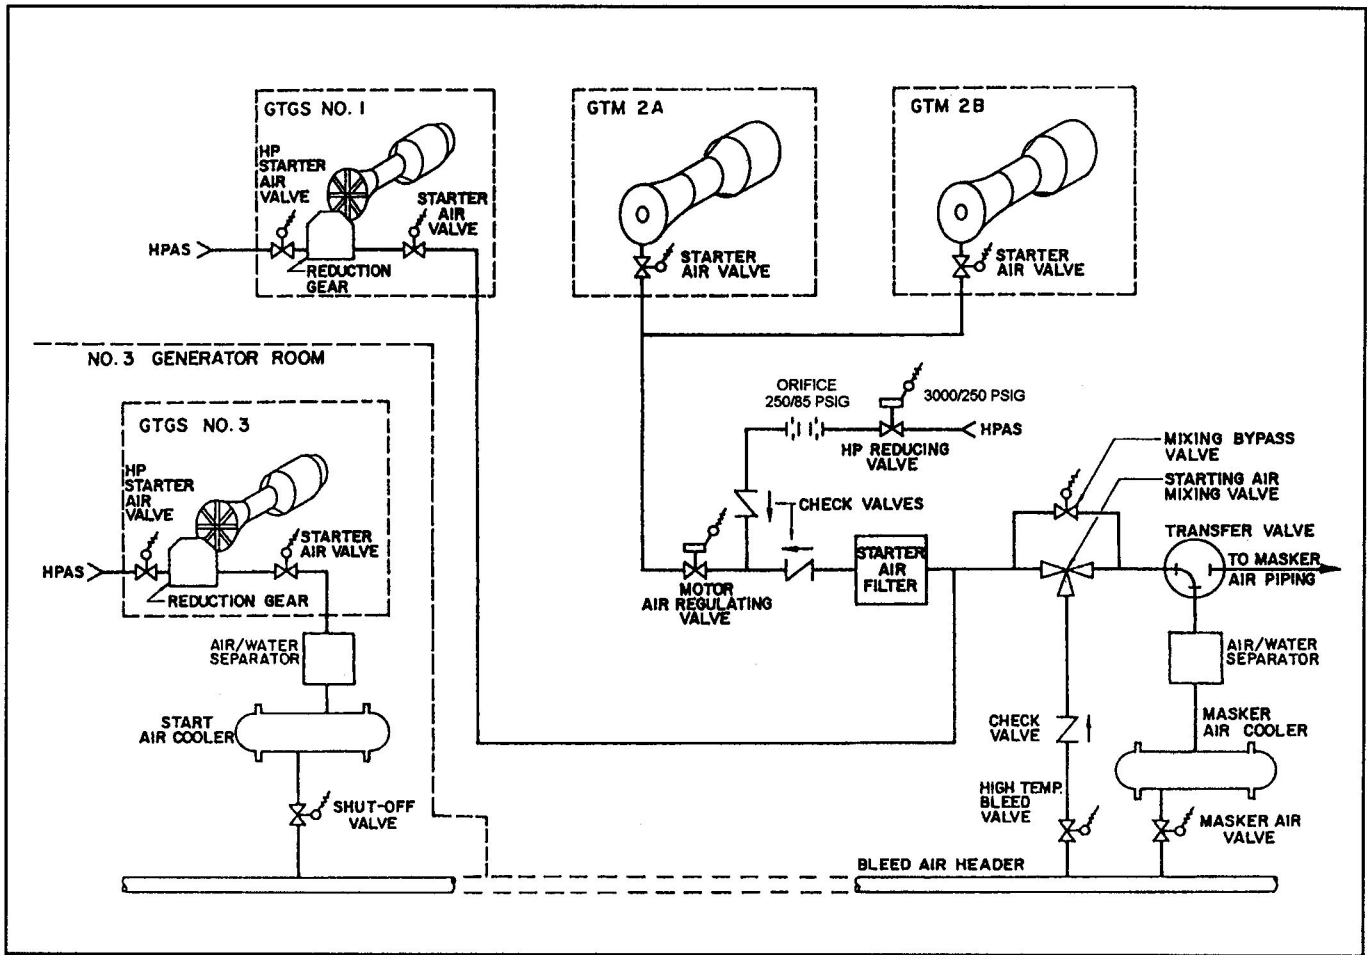 GTGS NO. 1
HP
STARTER
AIR
VALVE
STARTER
AIR
VALVE
HPAS
REDUCTION
GEAR
GTM 2A
STARTER
AIR VALVE
GTM 2B
STARTER
AIR VALVE
NO. 3 GENERATOR ROOM
GTGS NO. 3
HP
STARTER
AIR
VALVE
STARTER
AIR VALVE
HPAS
REDUCTION GEAR
AIR/WATER
SEPARATOR
START
AIR COOLER
SHUT-OFF
VALVE
ORIFICE
250/85 PSIG
3000/250 PSIG
HPAS
HP REDUCING
VALVE
CHECK VALVES
STARTER
AIR
FILTER
MOTOR
AIR REGULATING
VALVE
MIXING BYPASS
VALVE
STARTING AIR
MIXING VALVE
TRANSFER VALVE
TO MASKER
AIR PIPING
AIR/WATER
SEPARATOR
CHECK
VALVE
MASKER
AIR COOLER
HIGH TEMP.
BLEED
VALVE
MASKER AIR
VALVE
BLEED AIR HEADER